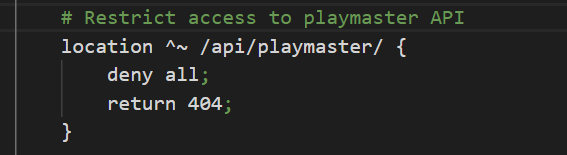 # Restrict access to playmaster API
location ^~ /api/playmaster/ {
deny all;
return 404;
}